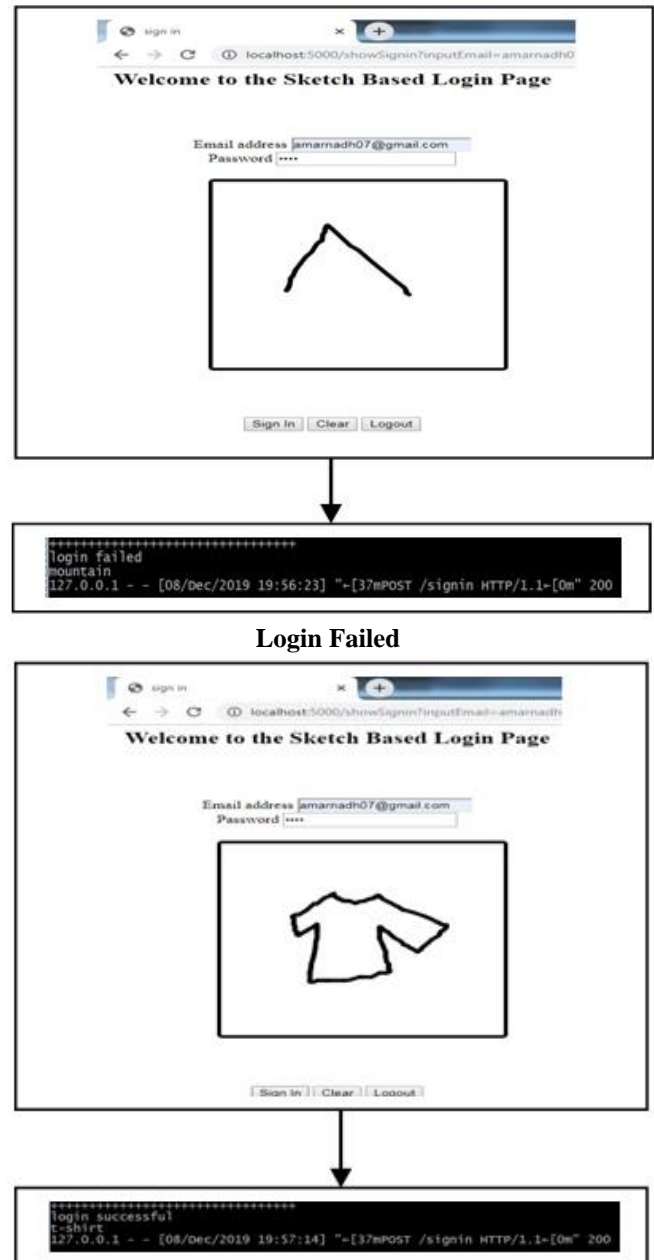 sign in
localhost:5000/showSignin?inputEmail=amarnadh0
Welcome to the Sketch Based Login Page
Email address amarnadh07@gmail.com
Password ••••
Sign In Clear Logout
++++++++++++++++++++++++++++++++
login failed
mountain
127.0.0.1 - - [08/Dec/2019 19:56:23] "←[37mPOST /signin HTTP/1.1←[0m" 200
Login Failed
sign in
localhost:5000/showSignin?inputEmail=amarnadh
Welcome to the Sketch Based Login Page
Email address amarnadh07@gmail.com
Password ••••
Sign In Clear Logout
++++++++++++++++++++++++++++++++
login successful
t-shirt
127.0.0.1 - - [08/Dec/2019 19:57:14] "←[37mPOST /signin HTTP/1.1←[0m" 200